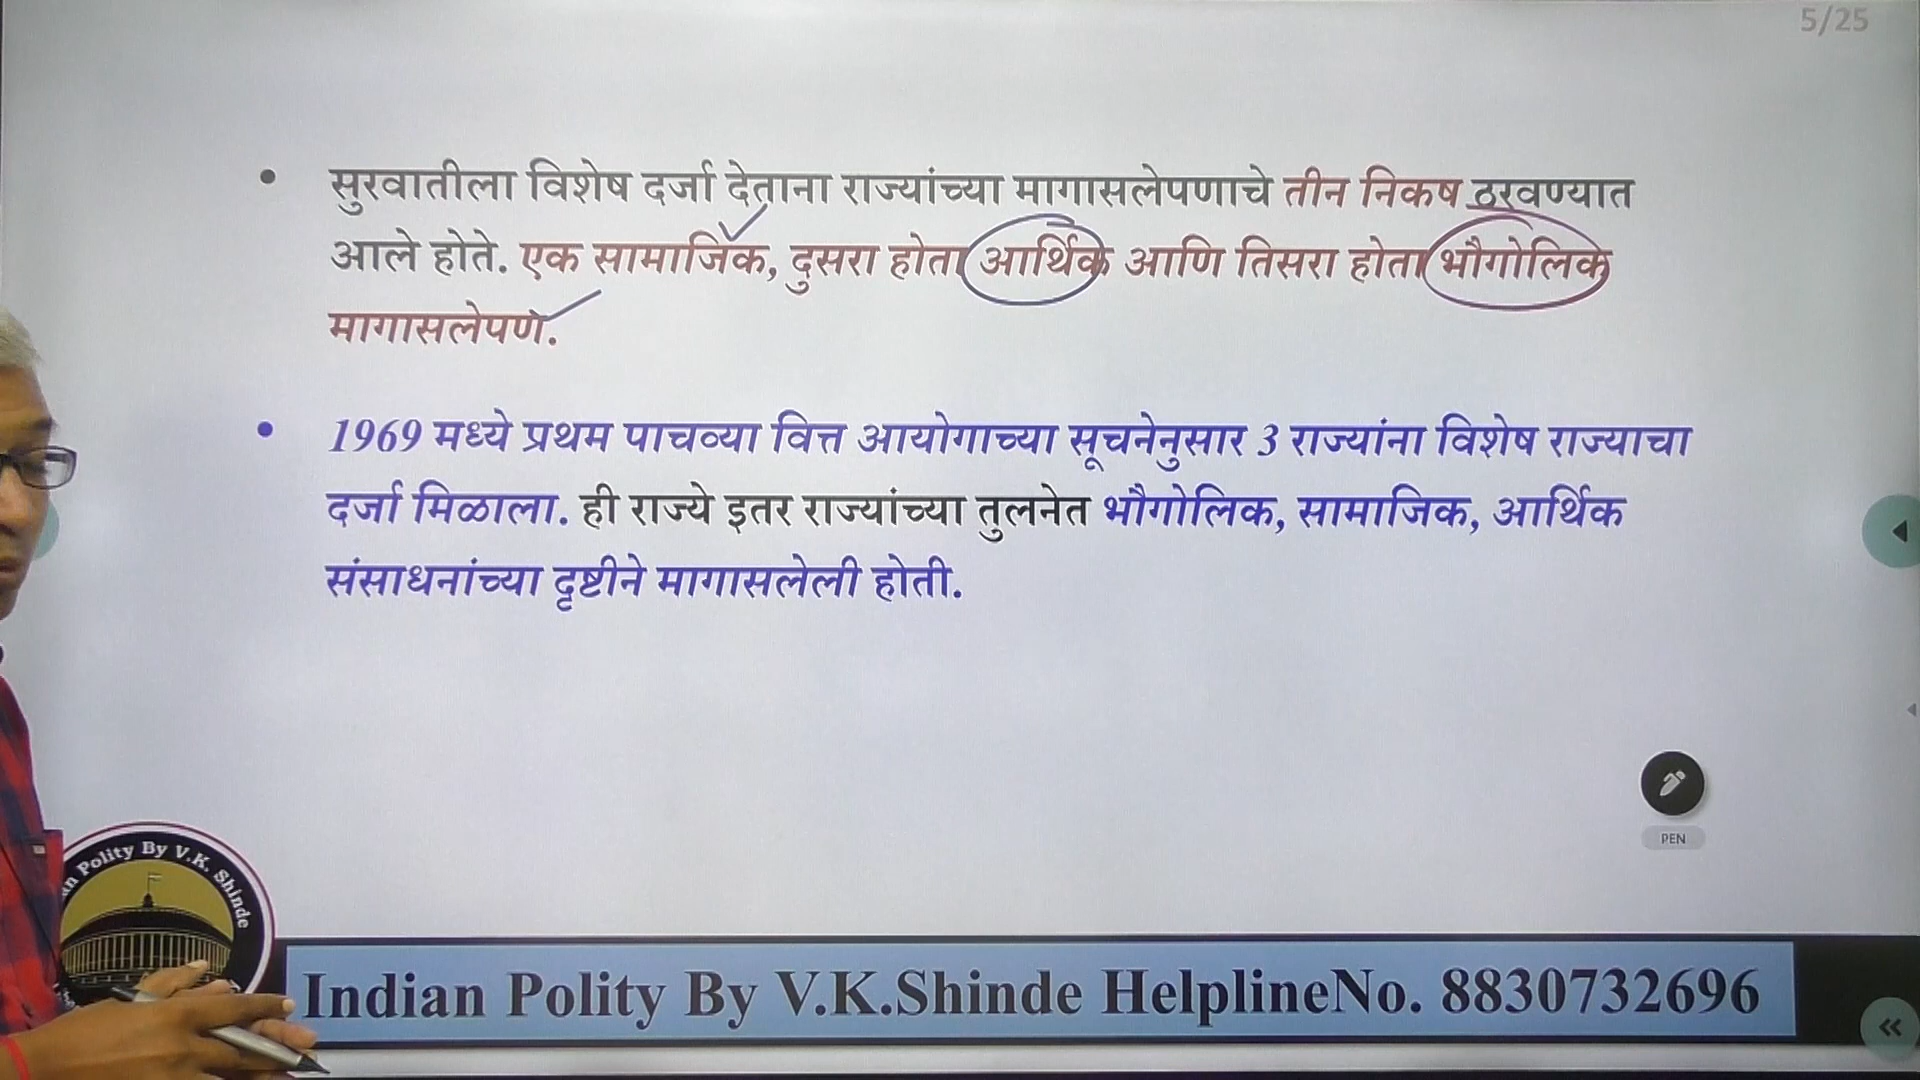 5/25
• सुरवातीला विशेष दर्जा देताना राज्यांच्या मागासलेपणाचे तीन निकष ठरवण्यात
आले होते. एक सामाजिक, दुसरा होता आर्थिक आणि तिसरा होता भौगोलिक
मागासलेपण.
• 1969 मध्ये प्रथम पाचव्या वित्त आयोगाच्या सूचनेनुसार 3 राज्यांना विशेष राज्याचा
दर्जा मिळाला. ही राज्ये इतर राज्यांच्या तुलनेत भौगोलिक, सामाजिक, आर्थिक
संसाधनांच्या दृष्टीने मागासलेली होती.
PEN
Polity By V.K. Shinde
Indian Polity By V.K.Shinde HelplineNo. 8830732696